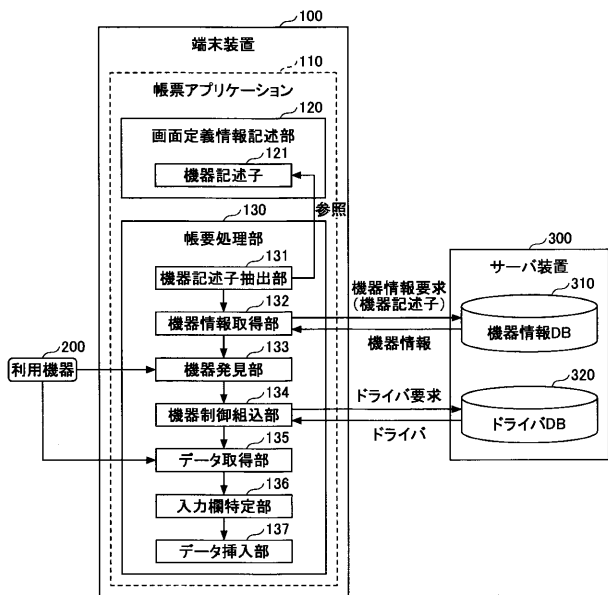 100
端末装置
110
帳票アプリケーション
120
画面定義情報記述部
121
機器記述子
参照
130
帳要処理部
131
機器記述子抽出部
132
機器情報取得部
133
機器発見部
134
機器制御組込部
135
データ取得部
136
入力欄特定部
137
データ挿入部
200
利用機器
機器情報要求
(機器記述子)
機器情報
ドライバ要求
ドライバ
300
サーバ装置
310
機器情報DB
320
ドライバDB